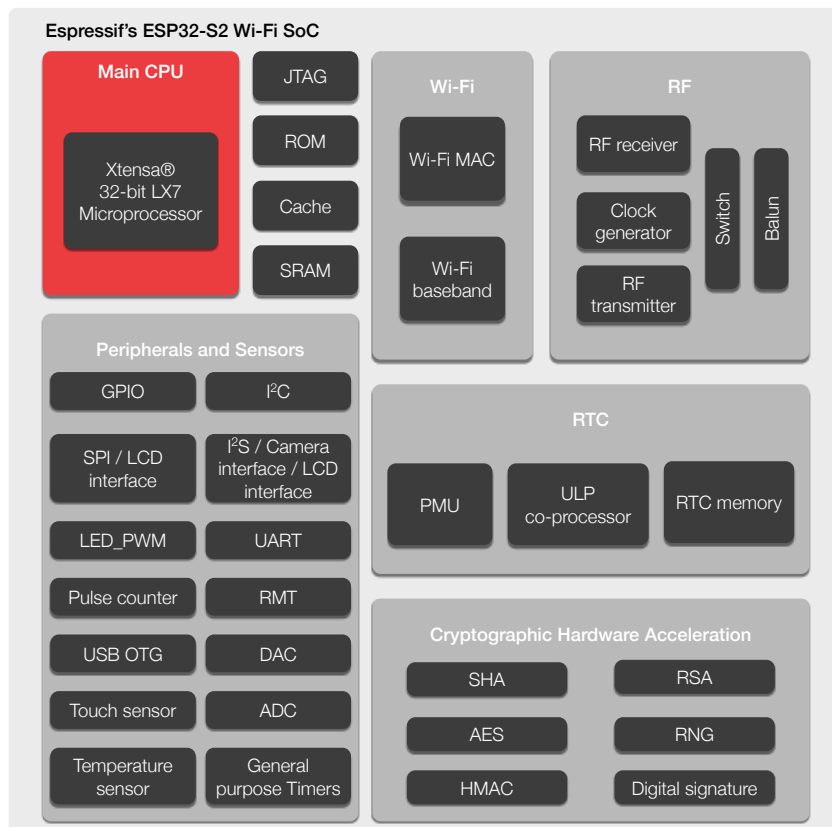 Espressif's ESP32-S2 Wi-Fi SoC
Main CPU
Xtensa®
32-bit LX7
Microprocessor
JTAG
ROM
Cache
SRAM
Wi-Fi
Wi-Fi MAC
Wi-Fi
baseband
RF
RF receiver
Clock
generator
RF
transmitter
Switch
Balun
Peripherals and Sensors
GPIO
I²C
SPI / LCD
interface
I²S / Camera
interface / LCD
interface
LED_PWM
UART
Pulse counter
RMT
USB OTG
DAC
Touch sensor
ADC
Temperature
sensor
General
purpose Timers
RTC
PMU
ULP
co-processor
RTC memory
Cryptographic Hardware Acceleration
SHA
RSA
AES
RNG
HMAC
Digital signature